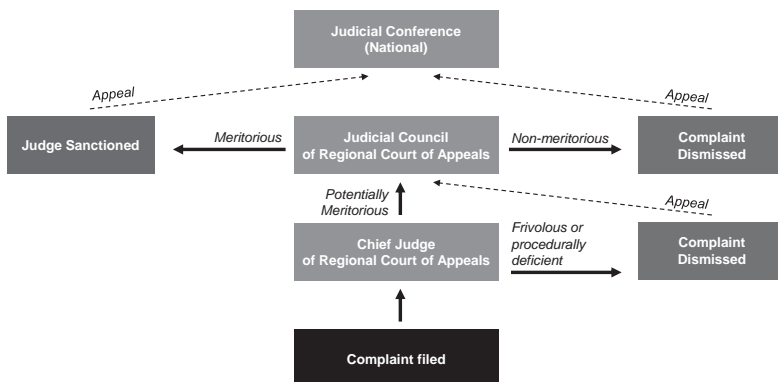 Judicial Conference
(National)
Appeal
Appeal
Judge Sanctioned
Meritorious
Judicial Council
of Regional Court of Appeals
Non-meritorious
Complaint
Dismissed
Potentially
Meritorious
Appeal
Chief Judge
of Regional Court of Appeals
Frivolous or
procedurally
deficient
Complaint
Dismissed
Complaint filed